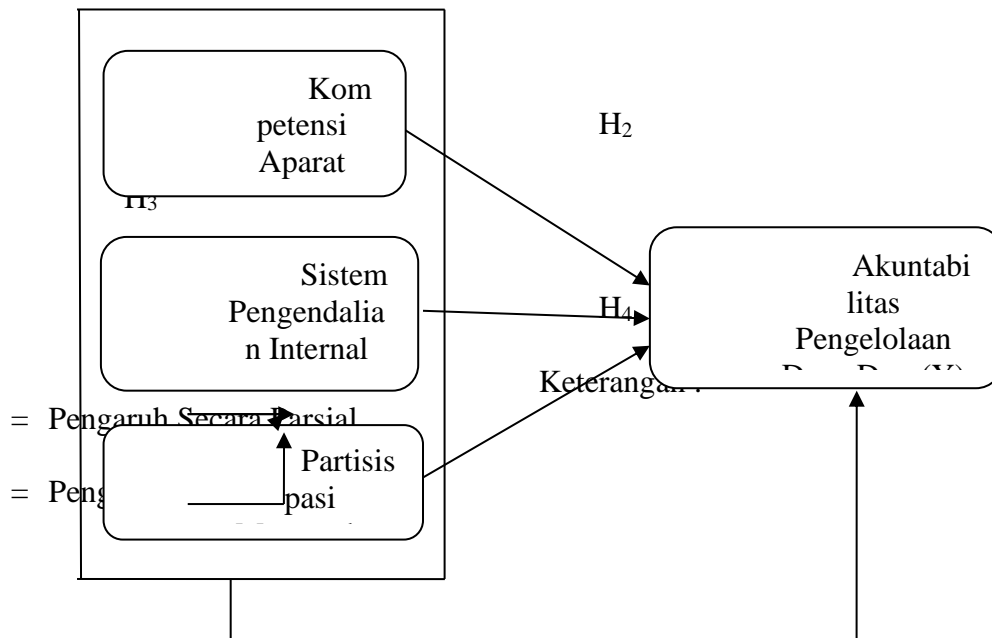 Kom
petensi
Aparat
H2
H3
Sistem
Pengendalia
n Internal
H4
Akuntabi
litas
Pengelolaan
(Y)
Keterangan :
= Pengaruh Secara Parsial
Partisis
pasi
=